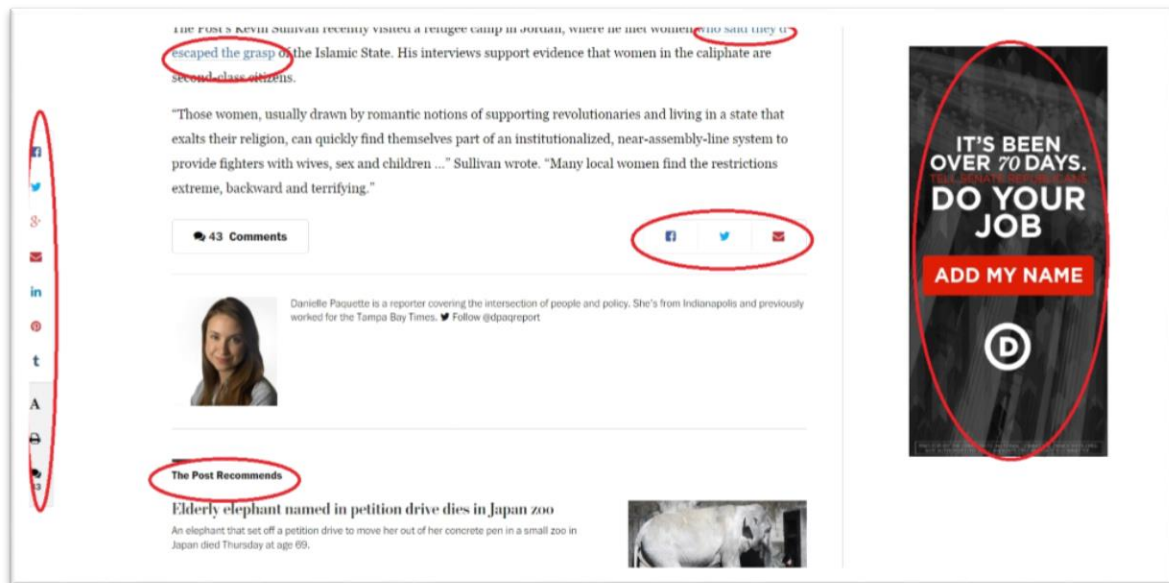 The Post's Kevin Sullivan recently visited a refugee camp in Jordan, where he met women who said they'd
escaped the grasp of the Islamic State. His interviews support evidence that women in the caliphate are
second-class citizens.
"Those women, usually drawn by romantic notions of supporting revolutionaries and living in a state that
exalts their religion, can quickly find themselves part of an institutionalized, near-assembly-line system to
provide fighters with wives, sex and children ..." Sullivan wrote. "Many local women find the restrictions
extreme, backward and terrifying."
43 Comments
Danielle Paquette is a reporter covering the intersection of people and policy. She's from Indianapolis and previously
worked for the Tampa Bay Times. Follow @dpaqreport
The Post Recommends
Elderly elephant named in petition drive dies in Japan zoo
An elephant that set off a petition drive to move her out of her concrete pen in a small zoo in
Japan died Thursday at age 69.
g+
in
t
A
43
IT'S BEEN
OVER 70 DAYS.
TELL SENATE REPUBLICANS
DO YOUR
JOB
ADD MY NAME
D